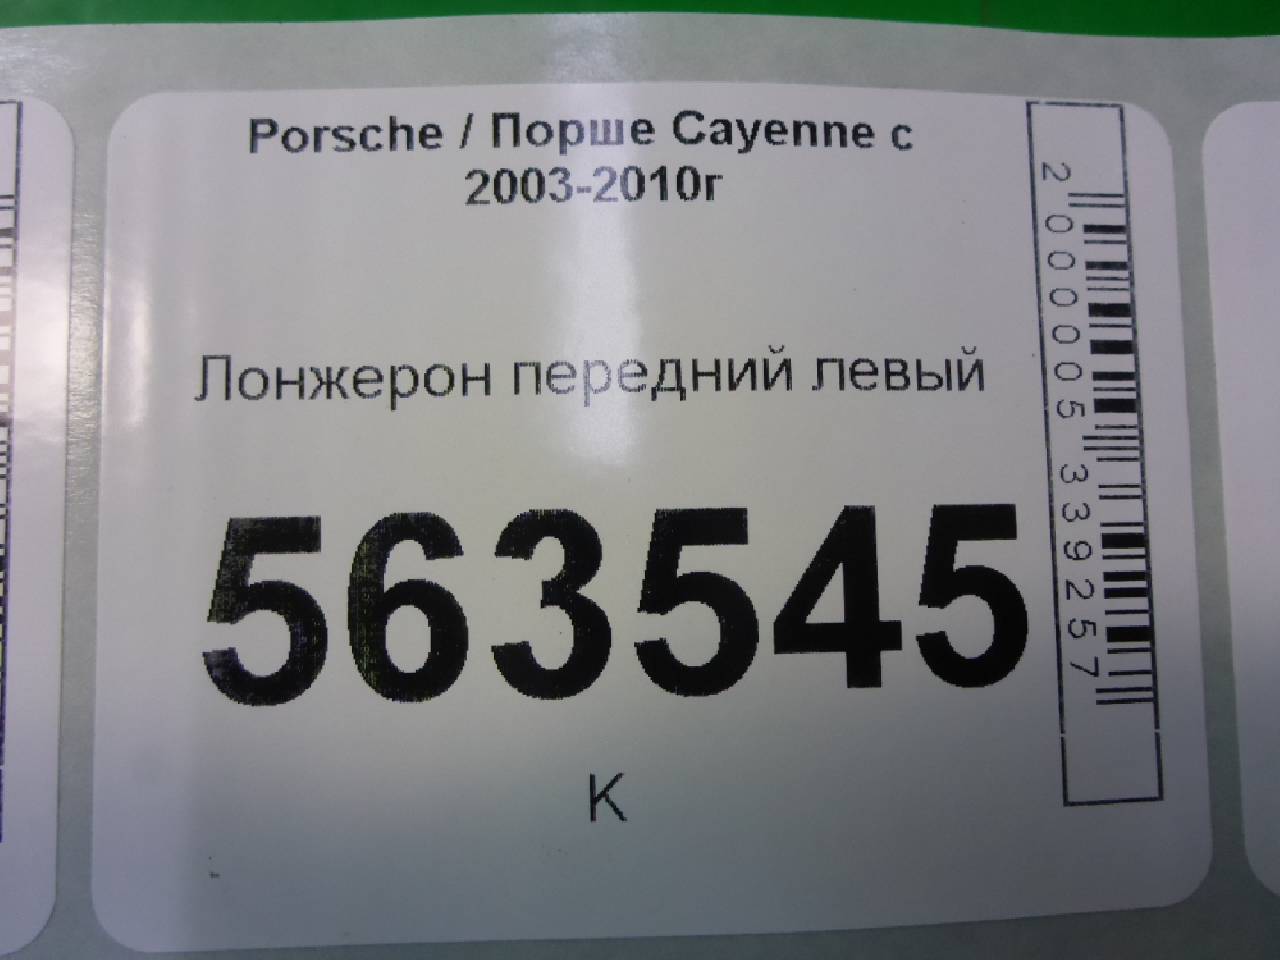 Porsche / Порше Cayenne с
2003-2010г
Лонжерон передний левый
563545
К
2000005339257